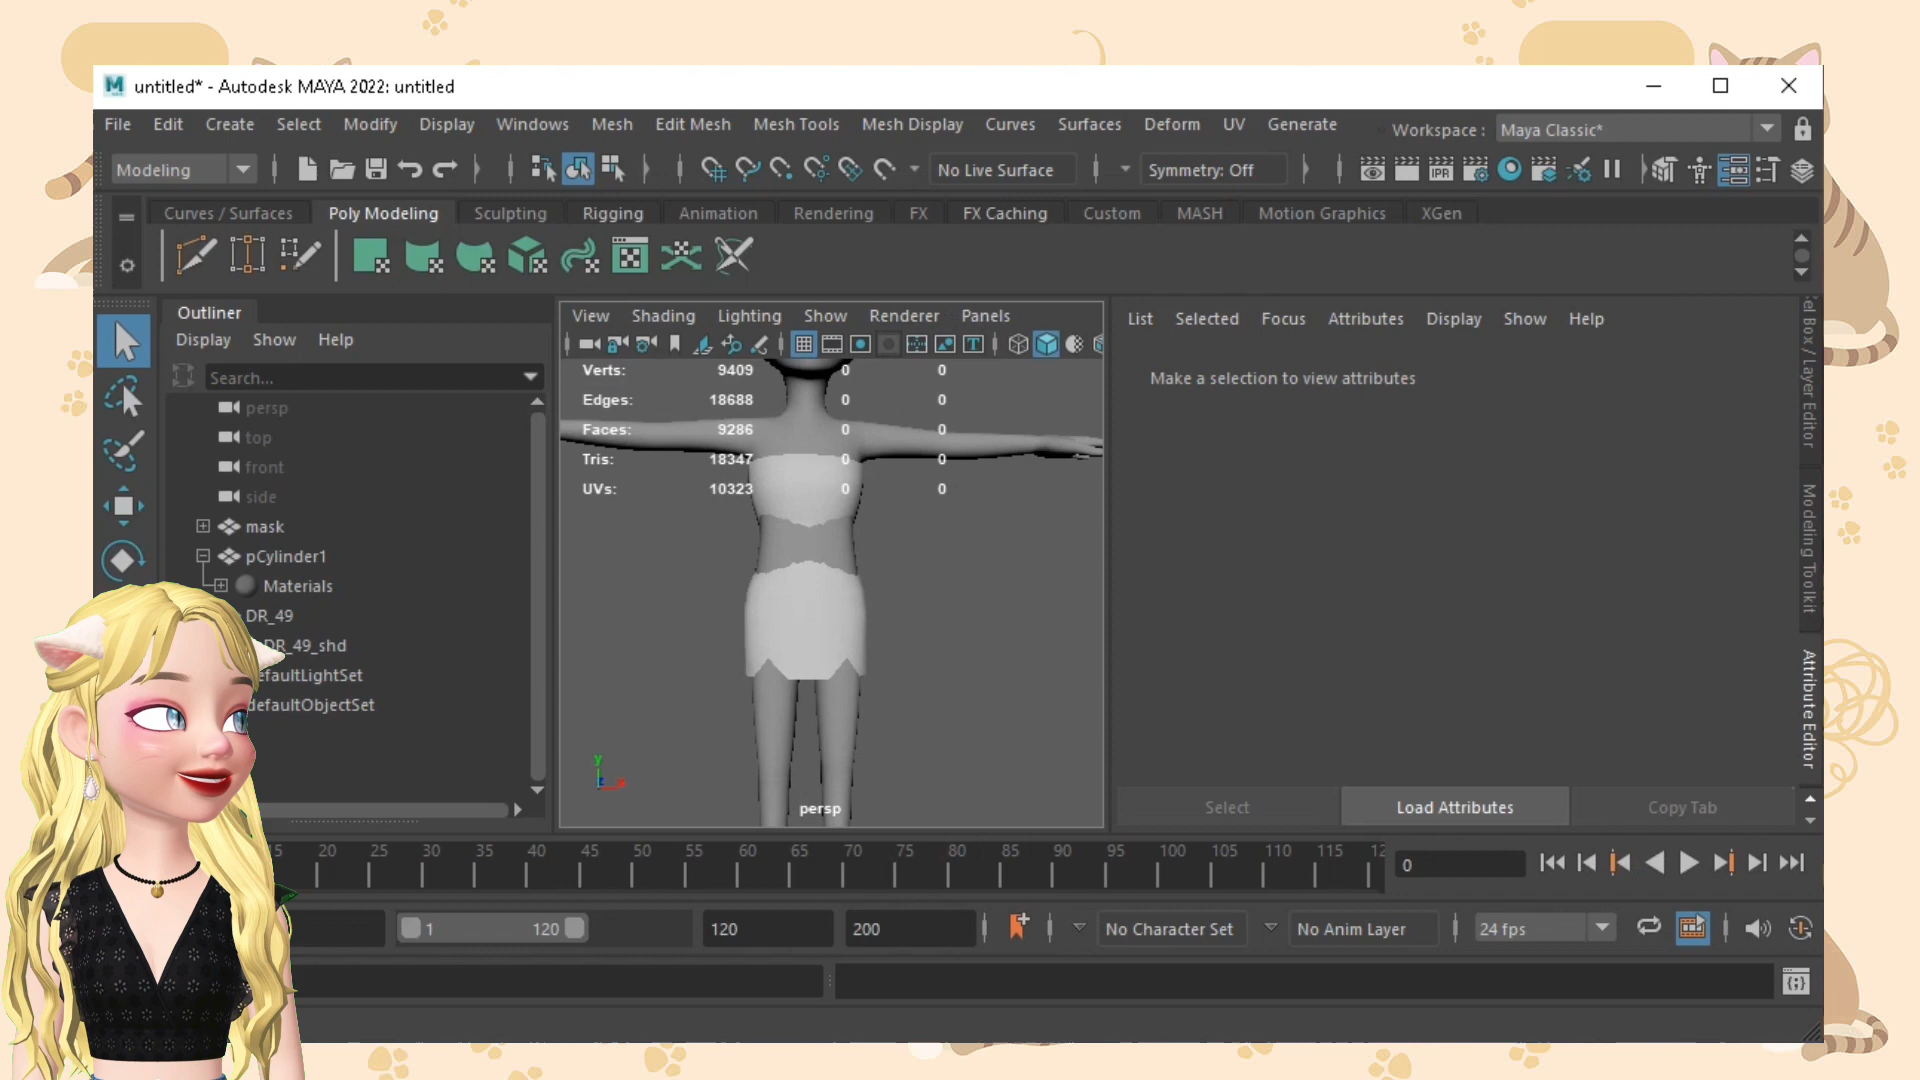 untitled* - Autodesk MAYA 2022: untitled
File Edit Create Select Modify Display Windows Mesh Edit Mesh Mesh Tools Mesh Display Curves Surfaces Deform UV Generate Workspace : Maya Classic*
Modeling No Live Surface Symmetry: Off IPR
Curves / Surfaces Poly Modeling Sculpting Rigging Animation Rendering FX FX Caching Custom MASH Motion Graphics XGen
Outliner
Display Show Help
Search...
persp
top
front
side
mask
pCylinder1
Materials
DR_49
DR_49_shd
efaultLightSet
defaultObjectSet
View Shading Lighting Show Renderer Panels
Verts: 9409 0 0
Edges: 18688 0 0
Faces: 9286 0 0
Tris: 18347 0 0
UVs: 10323 0 0
y
x
persp
List Selected Focus Attributes Display Show Help
Make a selection to view attributes
Select Load Attributes Copy Tab
el Box / Layer Editor
Modeling Toolkit
Attribute Editor
15 20 25 30 35 40 45 50 55 60 65 70 75 80 85 90 95 100 105 110 115 12
0
1 120 120 200 No Character Set No Anim Layer 24 fps